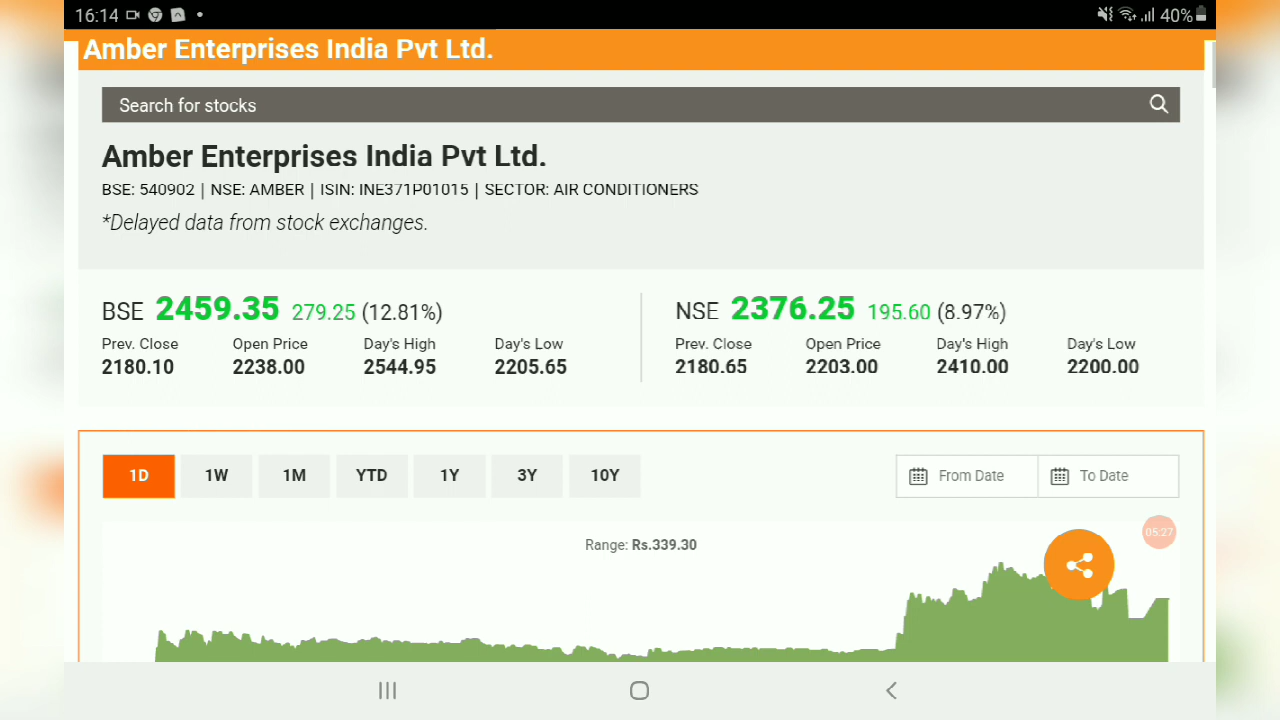 16:14 40%
Amber Enterprises India Pvt Ltd.
Search for stocks
Amber Enterprises India Pvt Ltd.
BSE: 540902 | NSE: AMBER | ISIN: INE371P01015 | SECTOR: AIR CONDITIONERS
*Delayed data from stock exchanges.
BSE 2459.35 279.25 (12.81%)
Prev. Close Open Price Day's High Day's Low
2180.10 2238.00 2544.95 2205.65
NSE 2376.25 195.60 (8.97%)
Prev. Close Open Price Day's High Day's Low
2180.65 2203.00 2410.00 2200.00
1D 1W 1M YTD 1Y 3Y 10Y From Date To Date
05:27
Range: Rs.339.30